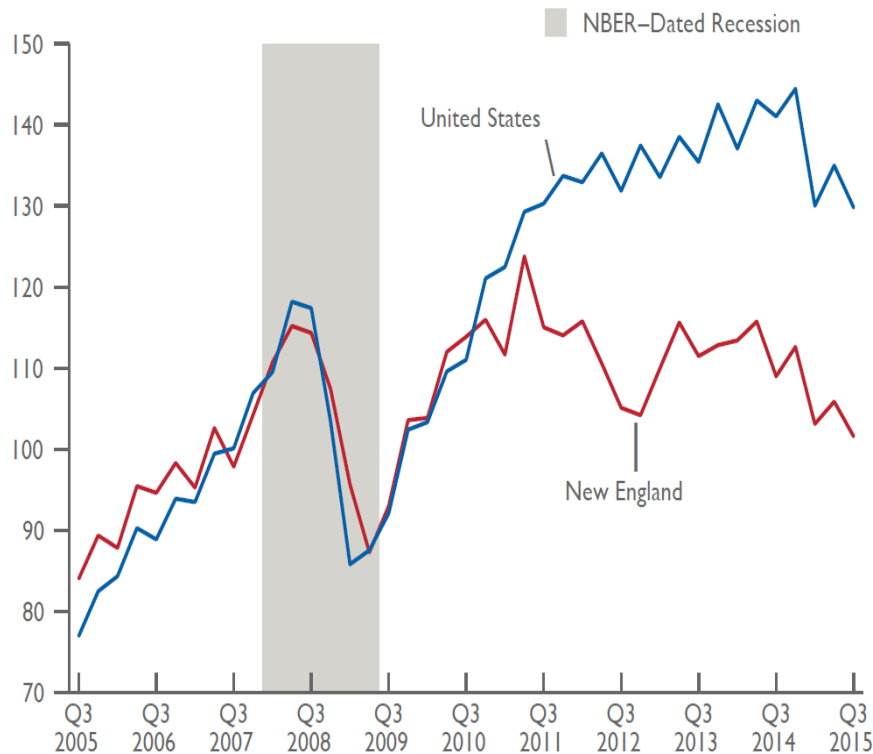 NBER–Dated Recession
150
140
130
120
110
100
90
80
70
United States
New England
Q3 Q3 Q3 Q3 Q3 Q3 Q3 Q3 Q3 Q3 Q3
2005 2006 2007 2008 2009 2010 2011 2012 2013 2014 2015